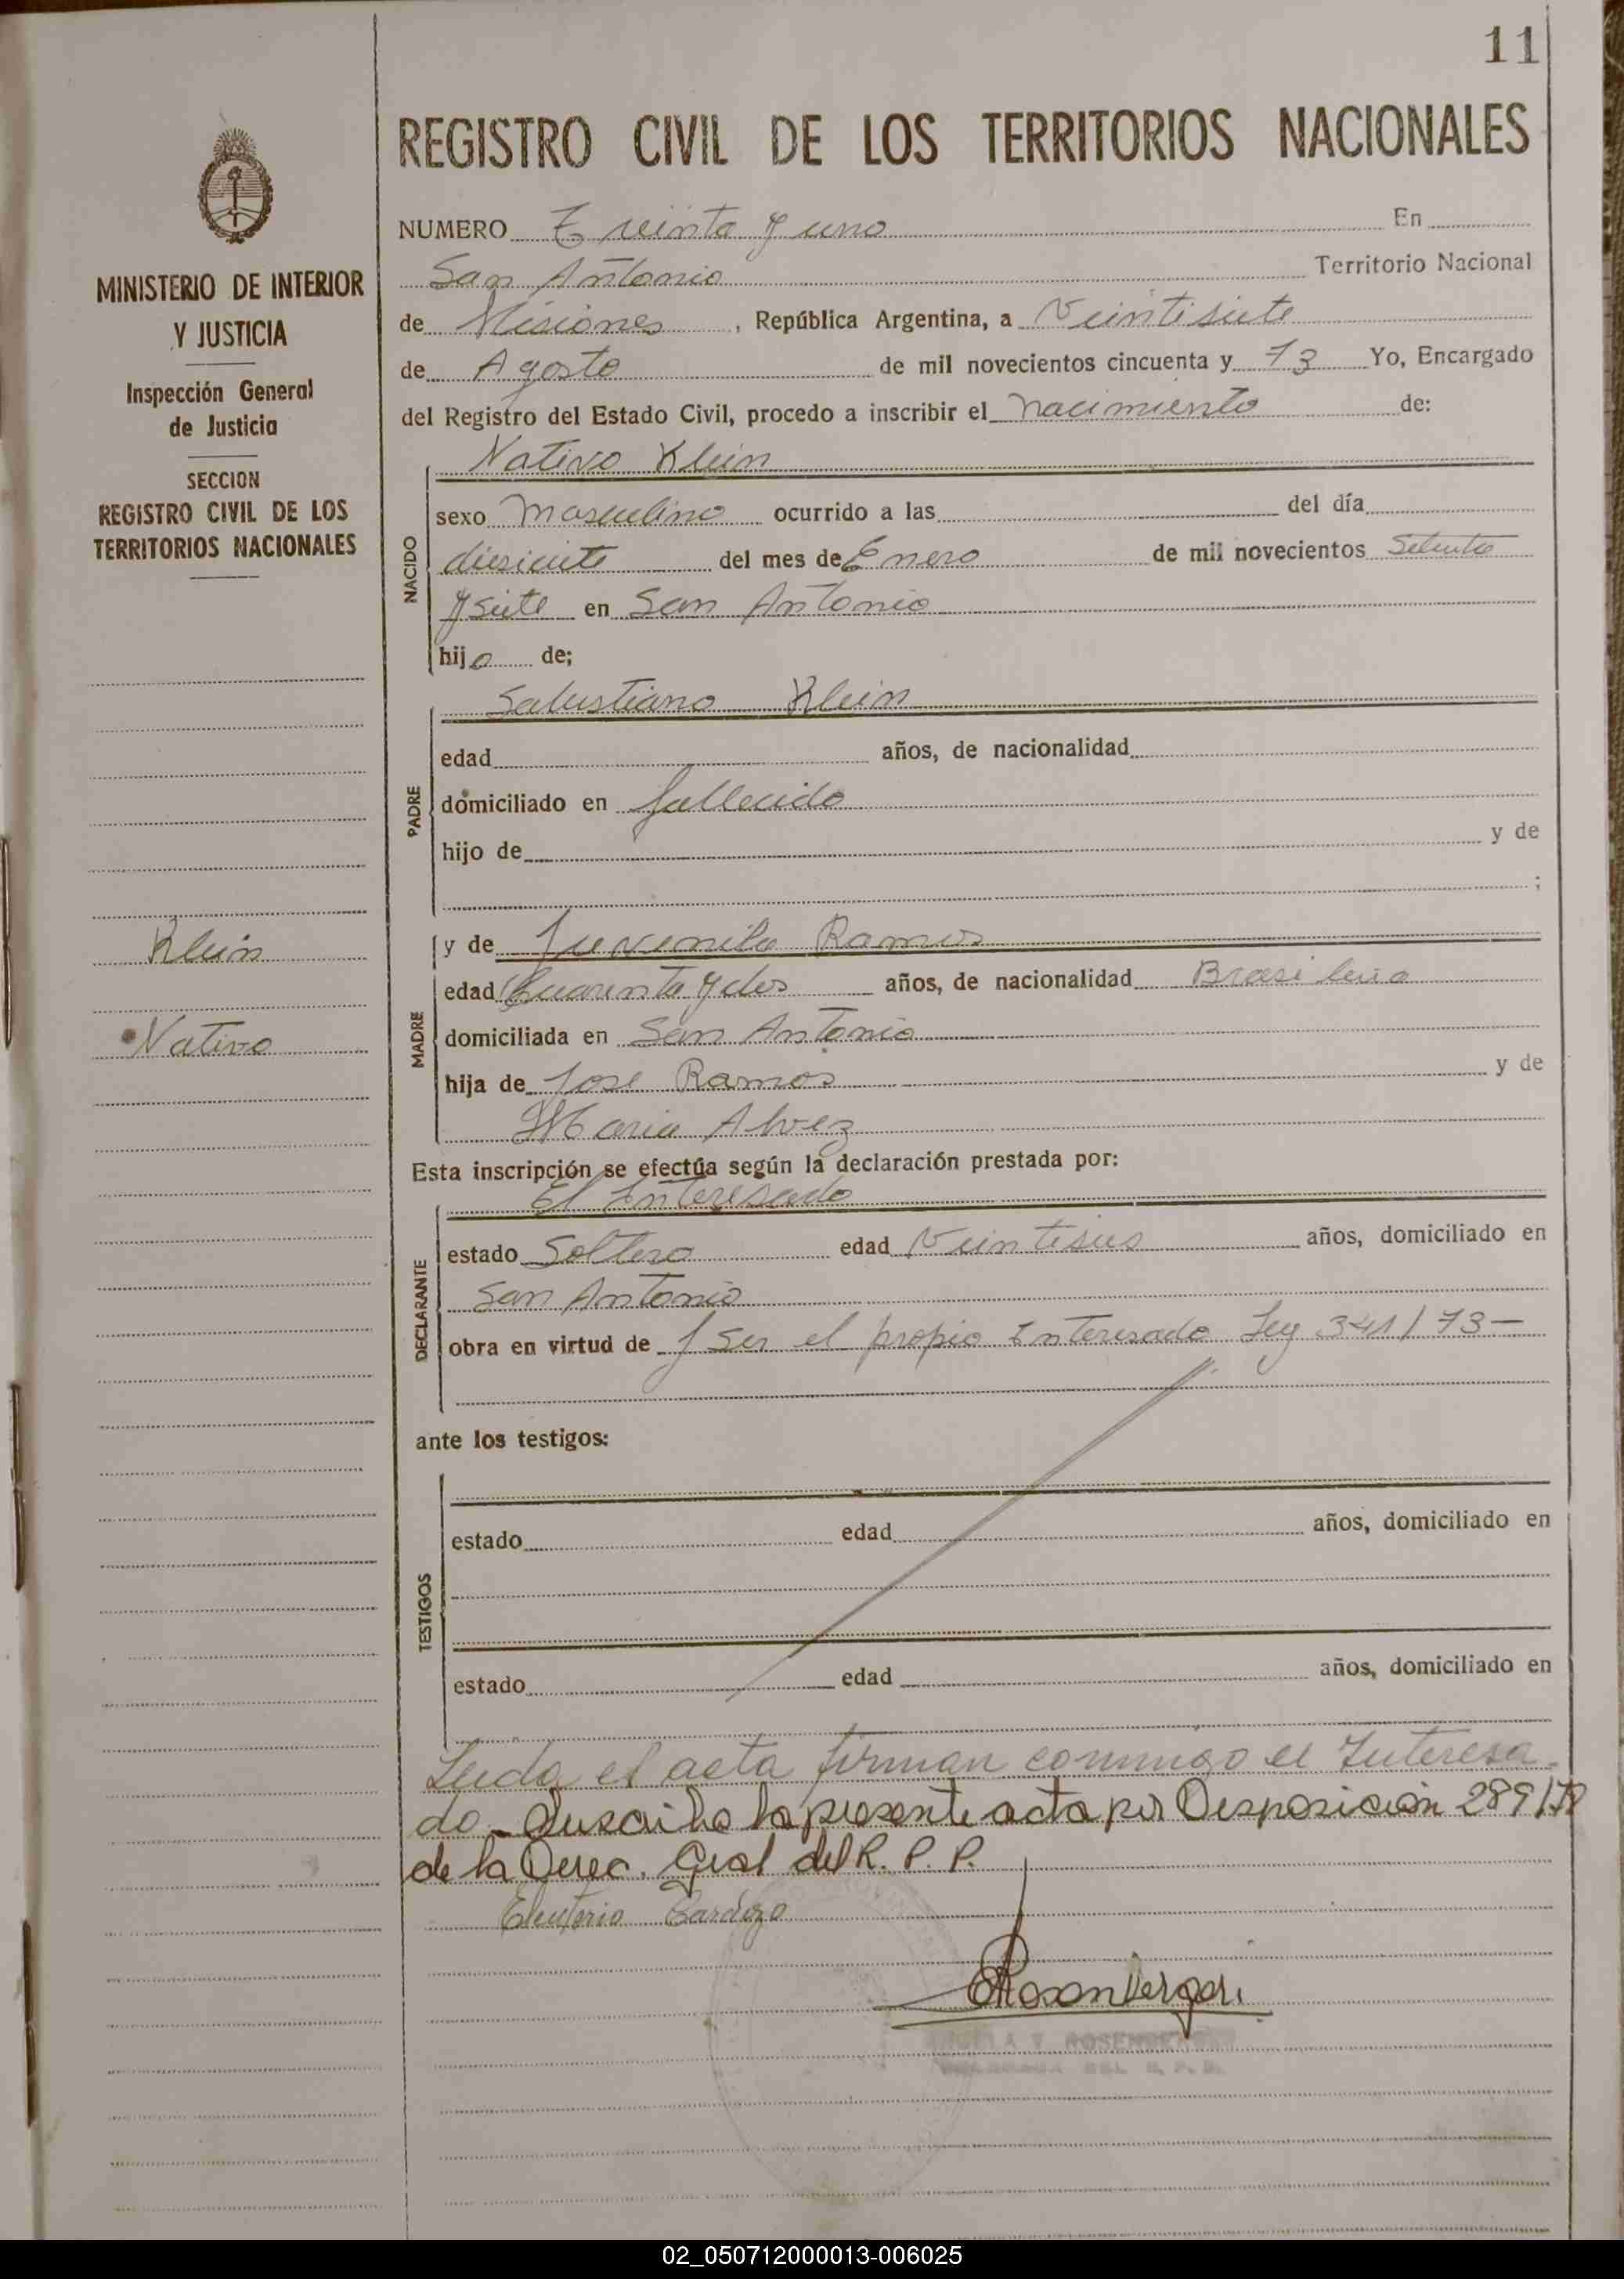 11
REGISTRO CIVIL DE LOS TERRITORIOS NACIONALES
MINISTERIO DE INTERIOR
Y JUSTICIA
Inspección General
de Justicia
SECCION
REGISTRO CIVIL DE LOS
TERRITORIOS NACIONALES
Klein
Nativo
NUMERO Treinta y uno En
San Antonio Territorio Nacional
de Misiones, República Argentina, a Veintisiete
de Agosto de mil novecientos cincuenta y 73 Yo, Encargado
del Registro del Estado Civil, procedo a inscribir el nacimiento de:
Nativo Klein
NACIDO
sexo masculino ocurrido a las del día
diesiciete del mes de Enero de mil novecientos
y siete en San Antonio
hijo de;
Salustiano Klein
PADRE
edad años, de nacionalidad
domiciliado en fallecido
hijo de y de
;
y de Juvenila Ramos
MADRE
edad Cuarenta y dos años, de nacionalidad Brasileña
domiciliada en San Antonio
hija de Jose Ramos y de
Maria Alvez
Esta inscripción se efectúa según la declaración prestada por:
El Interesado
DECLARANTE
estado Soltero edad Veintiseis años, domiciliado en
San Antonio
obra en virtud de Ser el propio Interesado Ley 341/73-
ante los testigos:
TESTIGOS
estado edad años, domiciliado en
estado edad años, domiciliado en
Leida el acta firman conmigo el Interesa-
do - Suscribo la presente acta por Disposición 289/78
de la Direc. Gral del R. P. P.
Eleuterio Cardozo
Rosenberger
02_050712000013-006025